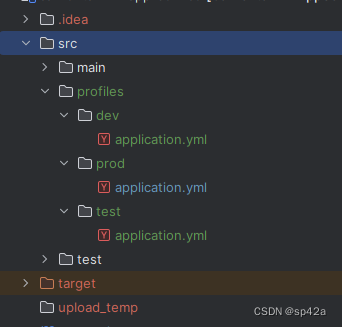 .idea
src
main
profiles
dev
application.yml
prod
application.yml
test
application.yml
test
target
upload_temp
CSDN @sp42a